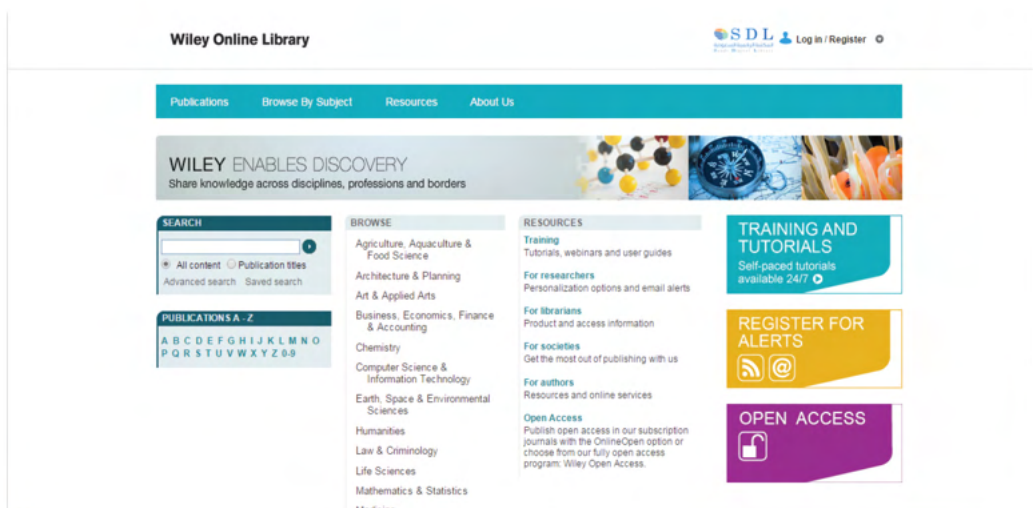 Wiley Online Library
S D L
Log in / Register
Publications Browse By Subject Resources About Us
WILEY ENABLES DISCOVERY
Share knowledge across disciplines, professions and borders
SEARCH
All content Publication titles
Advanced search Saved search
PUBLICATIONS A - Z
A B C D E F G H I J K L M N O
P Q R S T U V W X Y Z 0-9
BROWSE
Agriculture, Aquaculture &
Food Science
Architecture & Planning
Art & Applied Arts
Business, Economics, Finance
& Accounting
Chemistry
Computer Science &
Information Technology
Earth, Space & Environmental
Sciences
Humanities
Law & Criminology
Life Sciences
Mathematics & Statistics
RESOURCES
Training
Tutorials, webinars and user guides
For researchers
Personalization options and email alerts
For librarians
Product and access information
For societies
Get the most out of publishing with us
For authors
Resources and online services
Open Access
Publish open access in our subscription
journals with the OnlineOpen option or
choose from our fully open access
program: Wiley Open Access.
TRAINING AND
TUTORIALS
Self-paced tutorials
available 24/7
REGISTER FOR
ALERTS
@
OPEN ACCESS